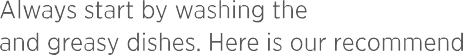 Always start by washing the
and greasy dishes. Here is our recommend